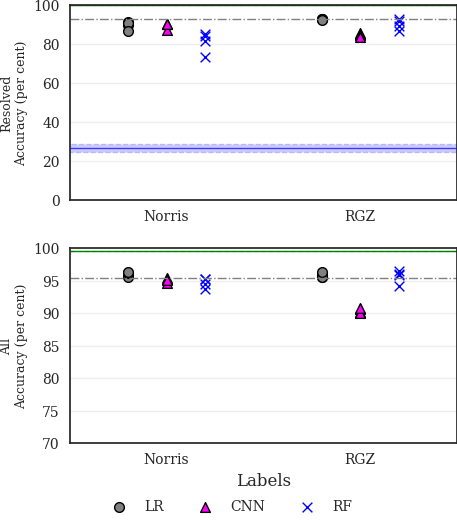 Resolved
Accuracy (per cent)
100
80
60
40
20
0
Norris RGZ
All
Accuracy (per cent)
100
95
90
85
80
75
70
Norris RGZ
Labels
LR CNN RF